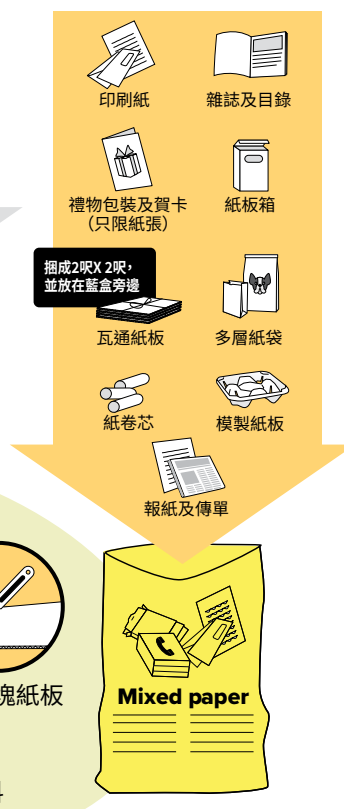 印刷紙
雜誌及目錄
禮物包裝及賀卡
（只限紙張）
紙板箱
捆成2呎X 2呎，
並放在藍盒旁邊
瓦通紙板
多層紙袋
紙卷芯
模製紙板
報紙及傳單
Mixed paper
塊紙板